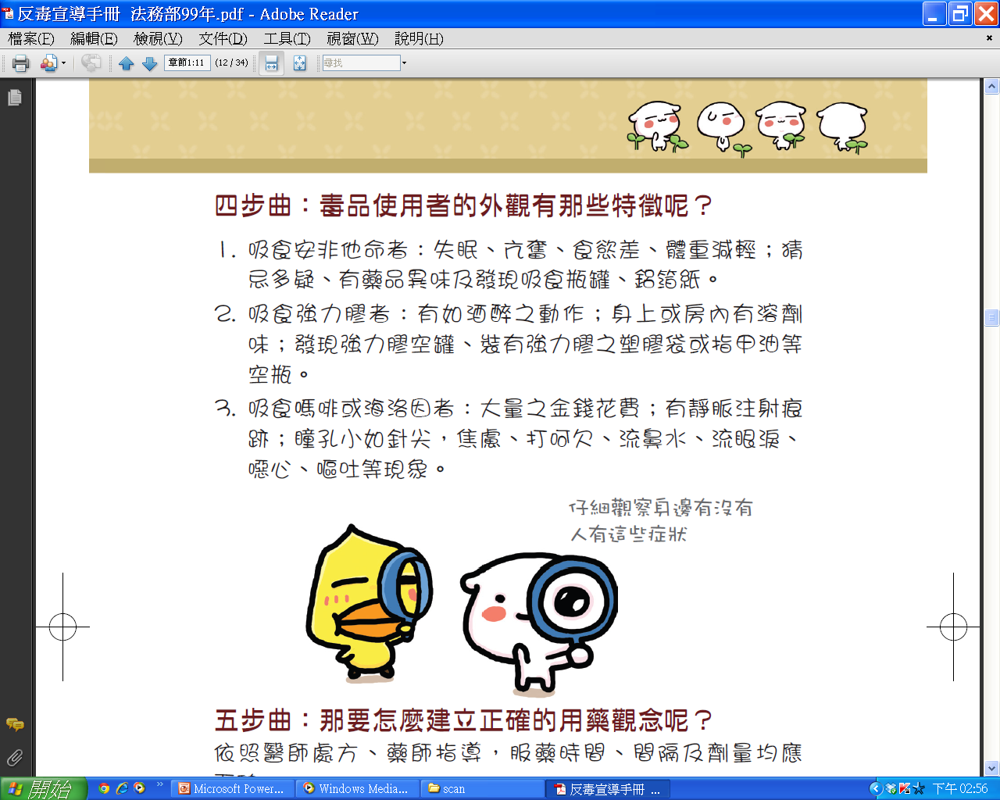 反毒宣導手冊  法務部99年.pdf - Adobe Reader
檔案(F) 編輯(E) 檢視(V) 文件(D) 工具(T) 視窗(W) 說明(H)
章節1:11 (12 / 34) 尋找
四步曲：毒品使用者的外觀有那些特徵呢？
1. 吸食安非他命者：失眠、亢奮、食慾差、體重減輕；猜
忌多疑、有藥品異味及發現吸食瓶罐、鋁箔紙。
2. 吸食強力膠者：有如酒醉之動作；身上或房內有溶劑
味；發現強力膠空罐、裝有強力膠之塑膠袋或指甲油等
空瓶。
3. 吸食嗎啡或海洛因者：大量之金錢花費；有靜脈注射痕
跡；瞳孔小如針尖，焦慮、打呵欠、流鼻水、流眼淚、
噁心、嘔吐等現象。
仔細觀察身邊有沒有
人有這些症狀
五步曲：那要怎麼建立正確的用藥觀念呢？
依照醫師處方、藥師指導，服藥時間、間隔及劑量均應
開始 Microsoft Power... Windows Media... scan 反毒宣導手冊 ... 下午 02:56